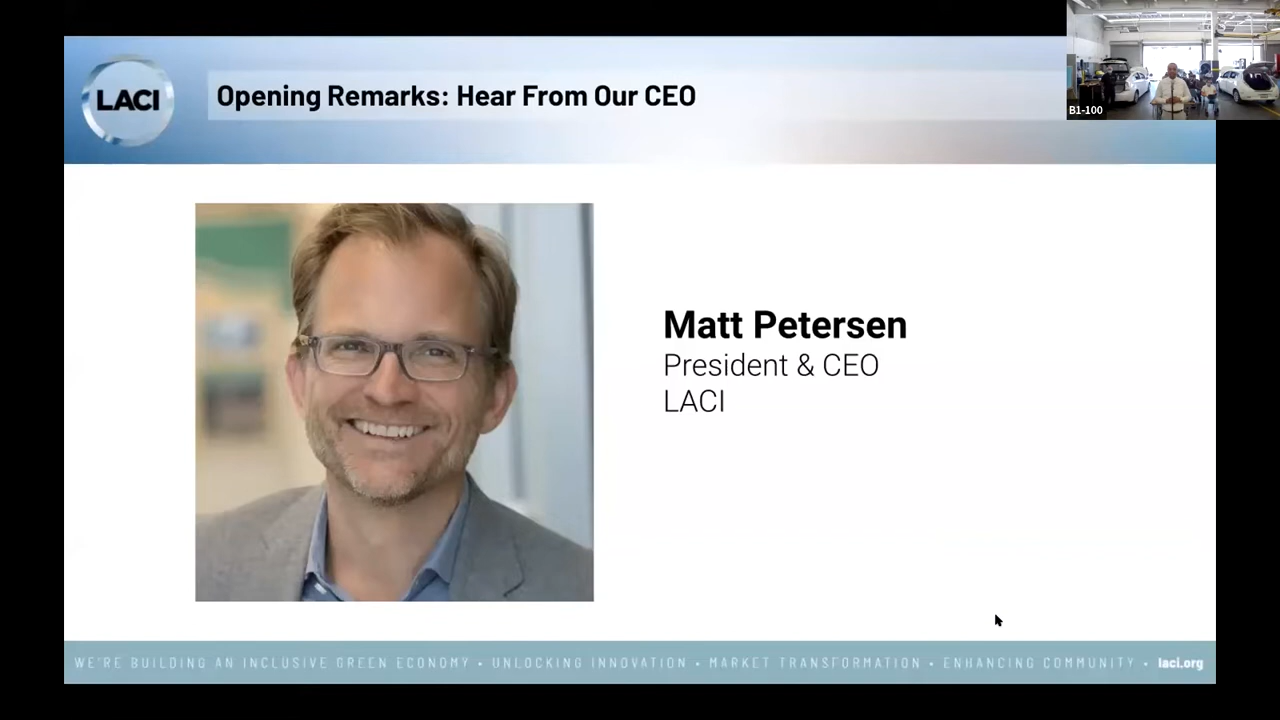 LACI
Opening Remarks: Hear From Our CEO
B1-100
Matt Petersen
President & CEO
LACI
WE'RE BUILDING AN INCLUSIVE GREEN ECONOMY • UNLOCKING INNOVATION • MARKET TRANSFORMATION • ENHANCING COMMUNITY • laci.org